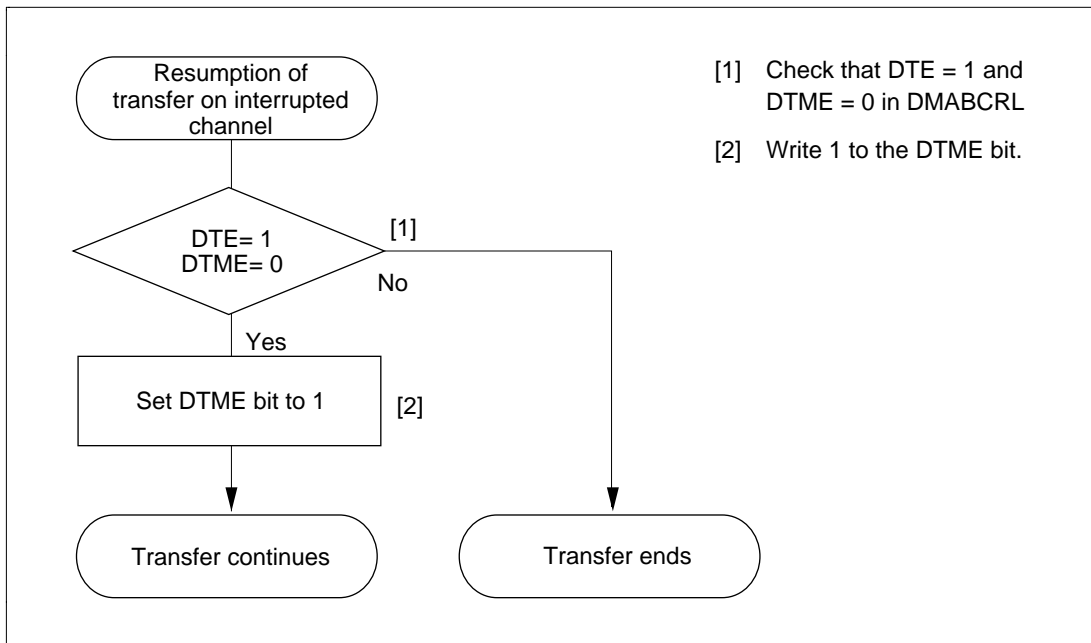 Resumption of
transfer on interrupted
channel
DTE= 1
DTME= 0
[1]
No
Yes
Set DTME bit to 1
[2]
Transfer continues
Transfer ends
[1] Check that DTE = 1 and
DTME = 0 in DMABCRL
[2] Write 1 to the DTME bit.